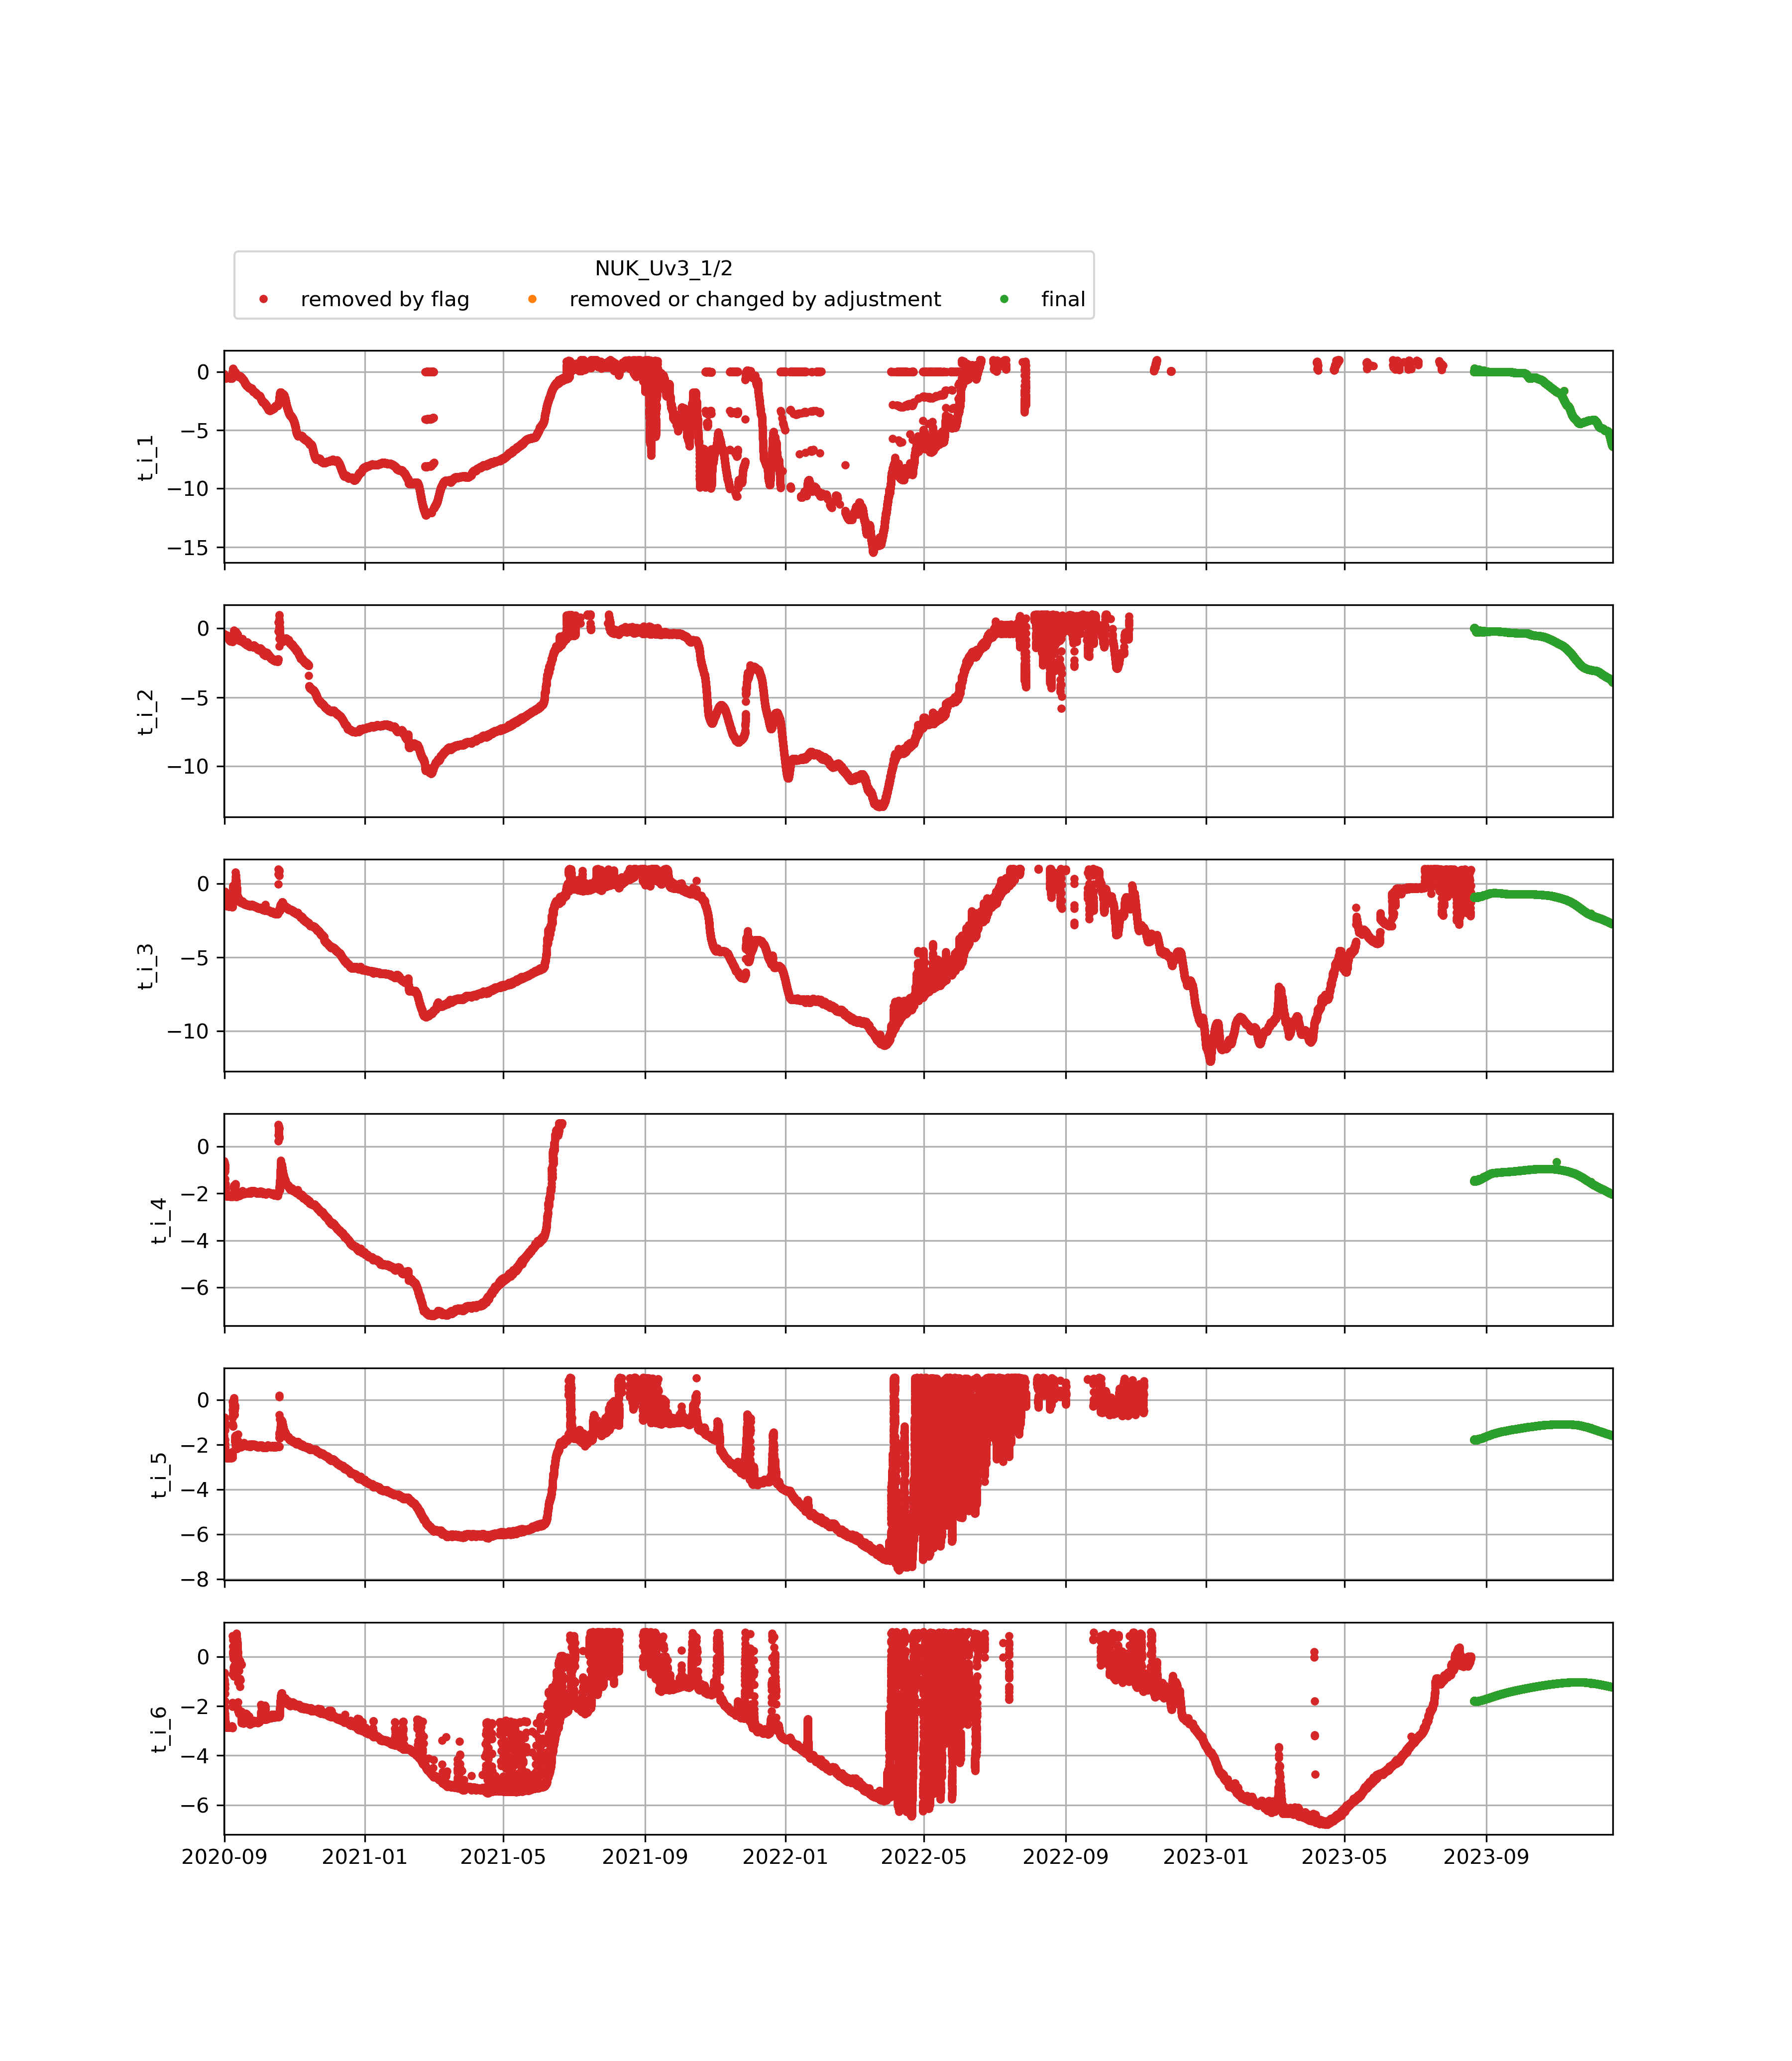 NUK_Uv3_1/2
removed by flag removed or changed by adjustment final
t_i_1
0
−5
−10
−15
t_i_2
0
−5
−10
t_i_3
0
−5
−10
t_i_4
0
−2
−4
−6
t_i_5
0
−2
−4
−6
−8
t_i_6
0
−2
−4
−6
2020-09 2021-01 2021-05 2021-09 2022-01 2022-05 2022-09 2023-01 2023-05 2023-09